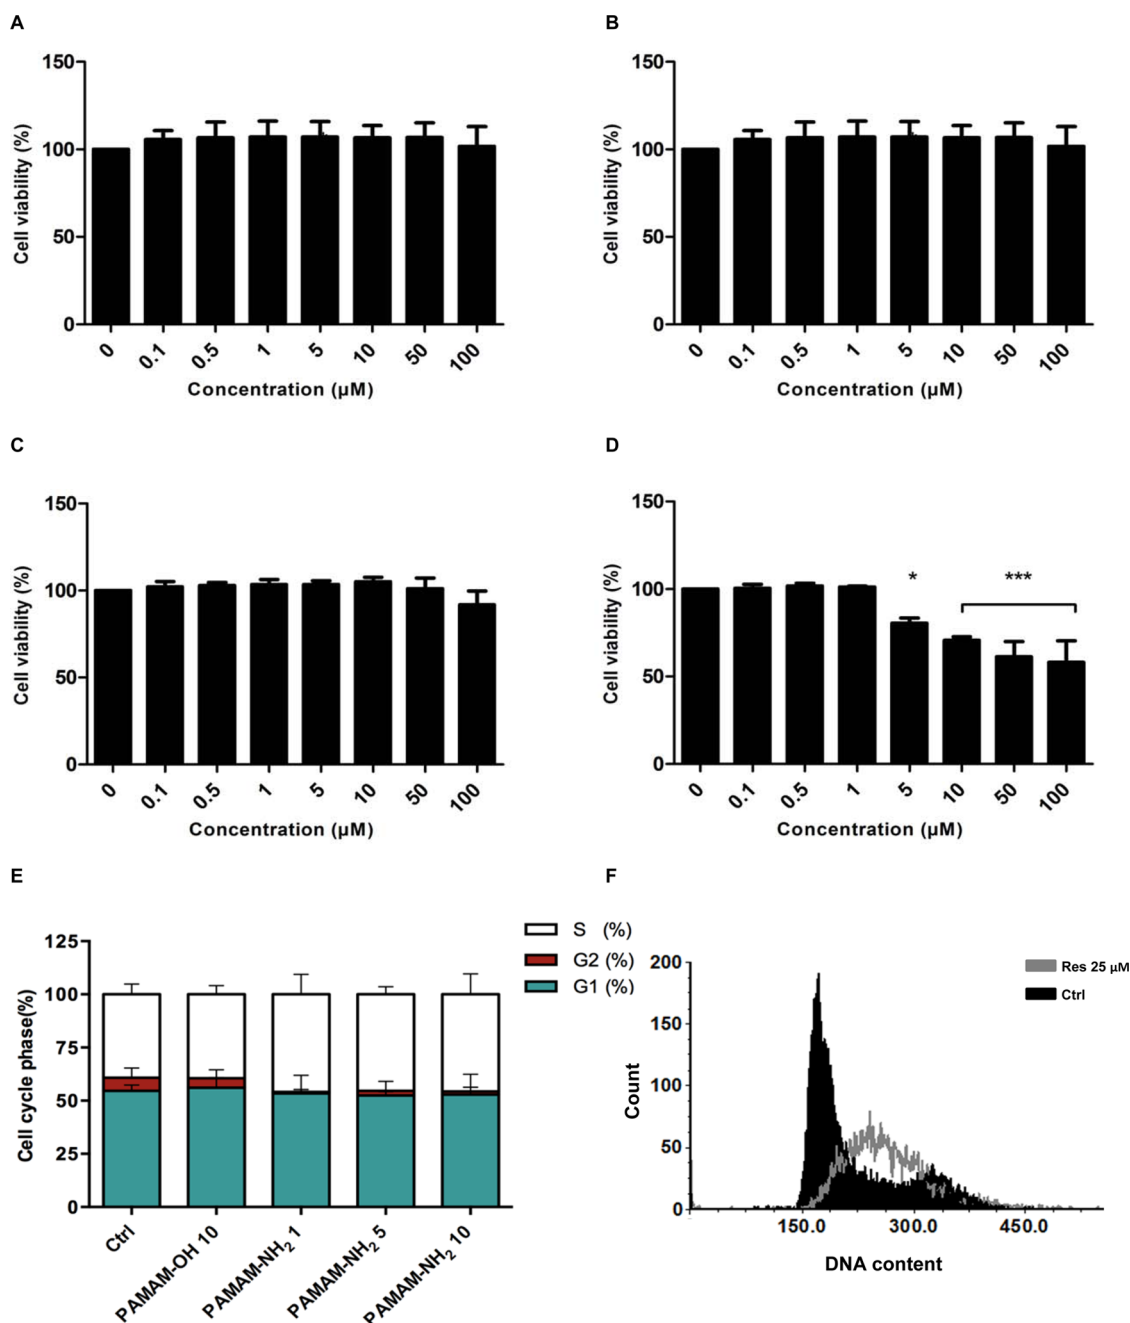 A
150
100
50
0
Cell viability (%)
0 0.1 0.5 1 5 10 50 100
Concentration (µM)
B
150
100
50
0
Cell viability (%)
0 0.1 0.5 1 5 10 50 100
Concentration (µM)
C
150
100
50
0
Cell viability (%)
0 0.1 0.5 1 5 10 50 100
Concentration (µM)
D
150
100
50
0
Cell viability (%)
* ***
0 0.1 0.5 1 5 10 50 100
Concentration (µM)
E
125
100
75
50
25
0
Cell cycle phase(%)
S (%)
G2 (%)
G1 (%)
Ctrl
PAMAM-OH 10
PAMAM-NH₂ 1
PAMAM-NH₂ 5
PAMAM-NH₂ 10
F
200
150
100
50
0
Count
Res 25 µM
Ctrl
150.0 300.0 450.0
DNA content